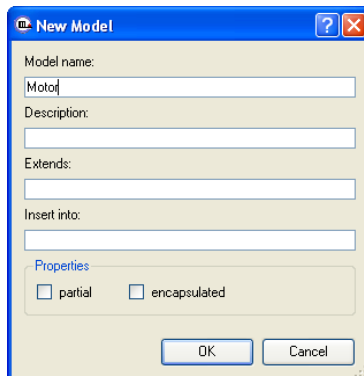 New Model
Model name:
Motor
Description:
Extends:
Insert into:
Properties
partial encapsulated
OK Cancel